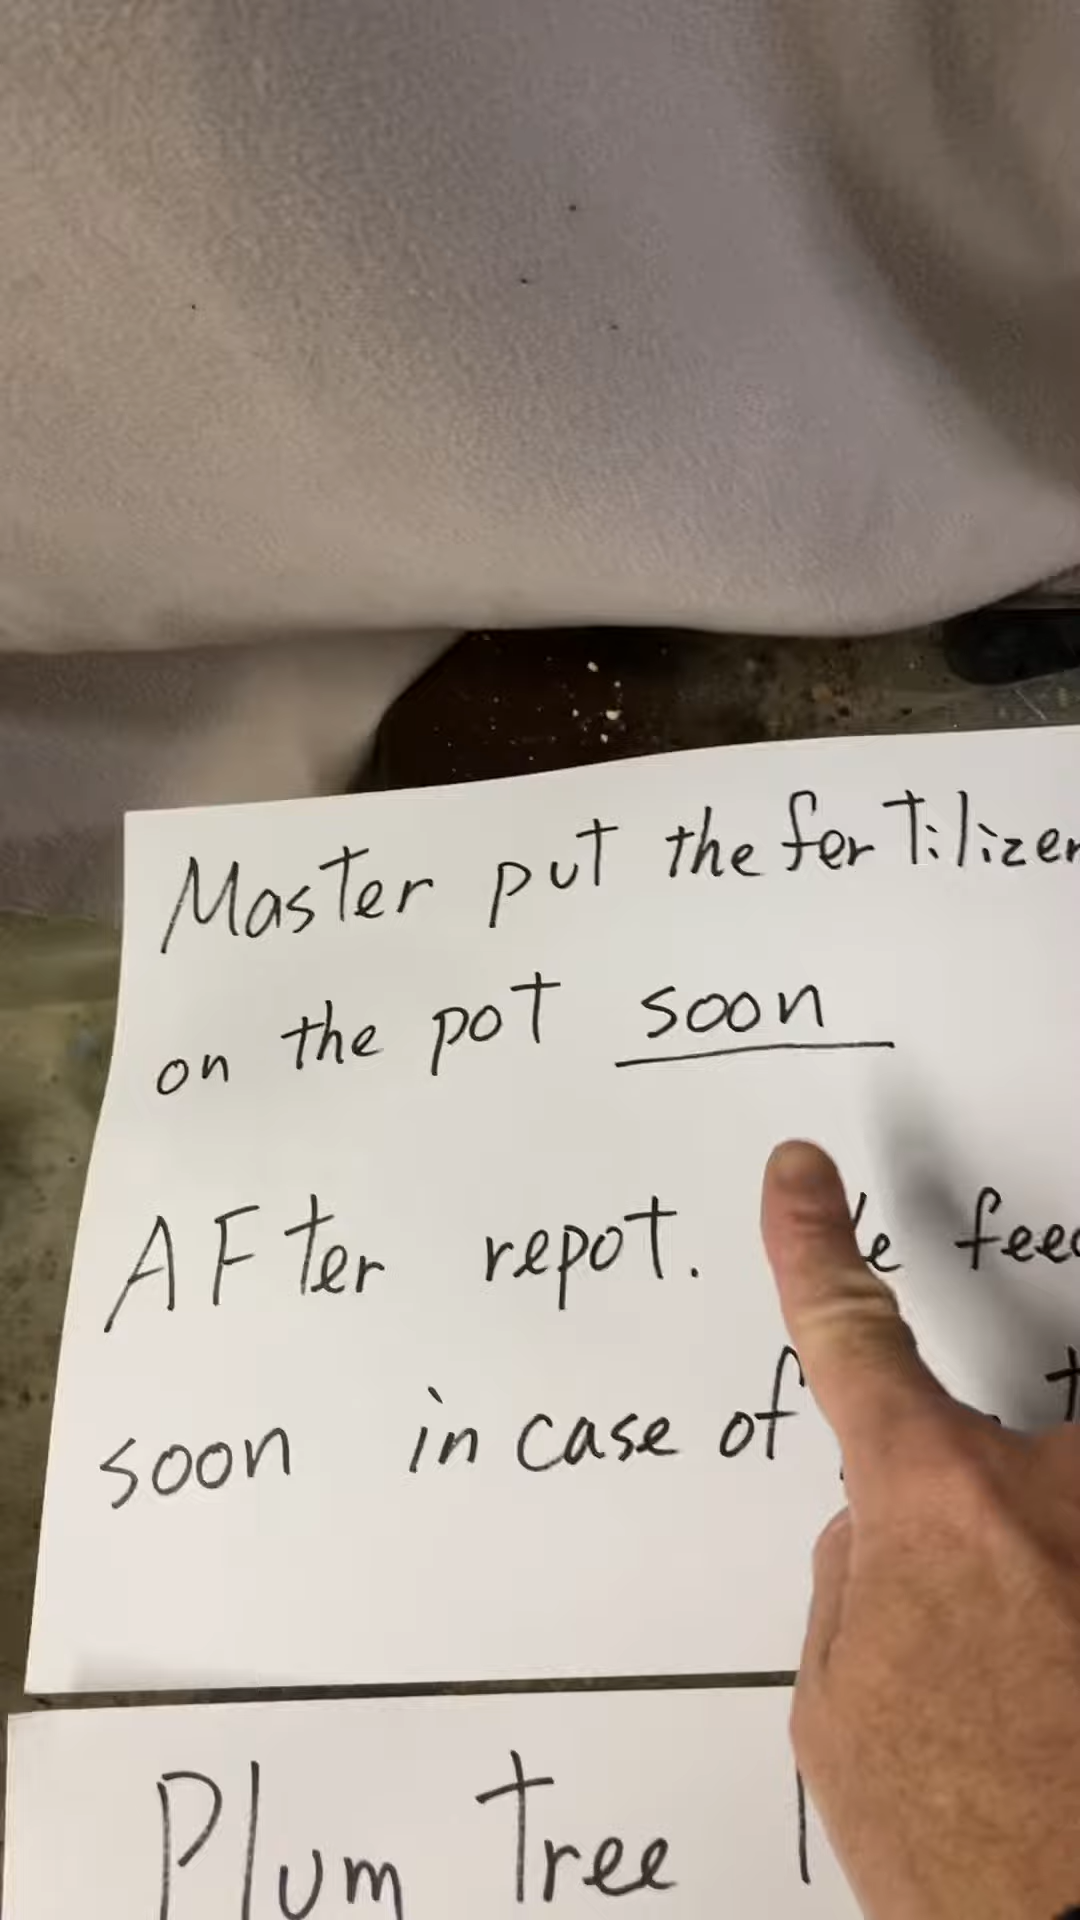 Master put the fertilizer
on the pot soon
AFter repot. feed
soon in case of
Plum tree